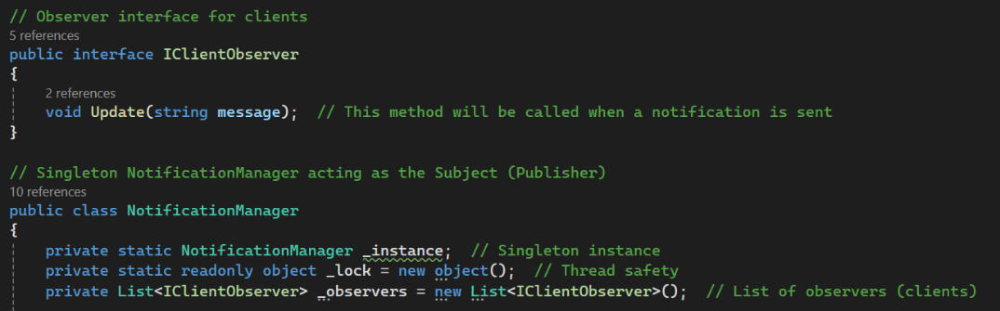 // Observer interface for clients
5 references
public interface IClientObserver
{
2 references
void Update(string message);  // This method will be called when a notification is sent
}
// Singleton NotificationManager acting as the Subject (Publisher)
10 references
public class NotificationManager
{
private static NotificationManager _instance;  // Singleton instance
private static readonly object _lock = new object();  // Thread safety
private List<IClientObserver> _observers = new List<IClientObserver>();  // List of observers (clients)